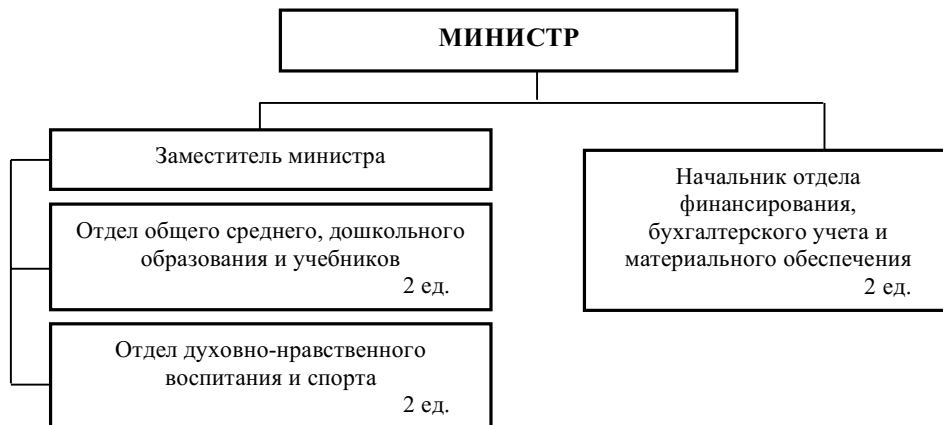 МИНИСТР
Заместитель министра
Отдел общего среднего, дошкольного
образования и учебников
2 ед.
Отдел духовно-нравственного
воспитания и спорта
2 ед.
Начальник отдела
финансирования,
бухгалтерского учета и
материального обеспечения
2 ед.